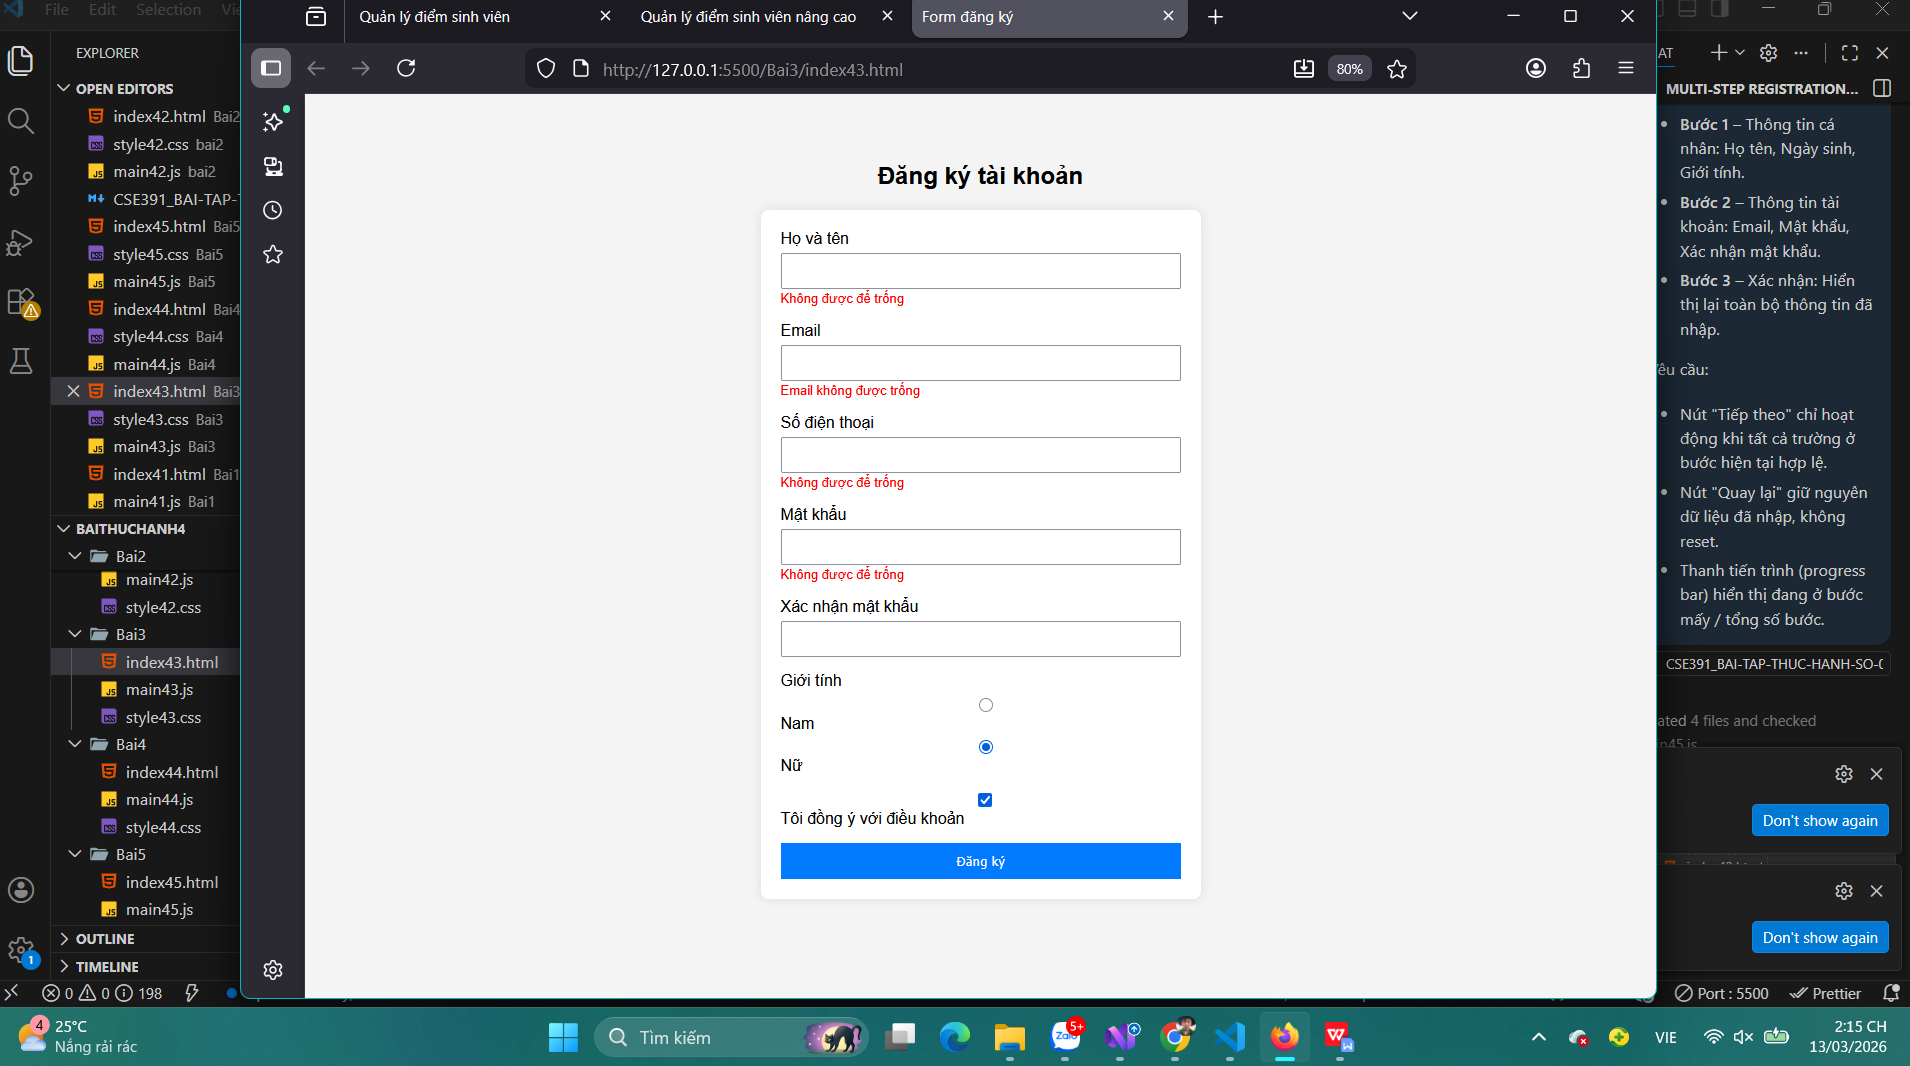 File Edit Selection
EXPLORER
OPEN EDITORS
index42.html Bai2
style42.css bai2
main42.js bai2
CSE391_BAI-TAP-
index45.html Bai5
style45.css Bai5
main45.js Bai5
index44.html Bai4
style44.css Bai4
main44.js Bai4
index43.html Bai3
style43.css Bai3
main43.js Bai3
index41.html Bai1
main41.js Bai1
BAITHUCHANH4
Bai2
main42.js
style42.css
Bai3
index43.html
main43.js
style43.css
Bai4
index44.html
main44.js
style44.css
Bai5
index45.html
main45.js
OUTLINE
TIMELINE
0 0 198
Quản lý điểm sinh viên
Quản lý điểm sinh viên nâng cao
Form đăng ký
http://127.0.0.1:5500/Bai3/index43.html
80%
Đăng ký tài khoản
Họ và tên
Không được để trống
Email
Email không được trống
Số điện thoại
Không được để trống
Mật khẩu
Không được để trống
Xác nhận mật khẩu
Giới tính
Nam
Nữ
Tôi đồng ý với điều khoản
Đăng ký
MULTI-STEP REGISTRATION...
Bước 1 – Thông tin cá
nhân: Họ tên, Ngày sinh,
Giới tính.
Bước 2 – Thông tin tài
khoản: Email, Mật khẩu,
Xác nhận mật khẩu.
Bước 3 – Xác nhận: Hiển
thị lại toàn bộ thông tin đã
nhập.
êu cầu:
Nút "Tiếp theo" chỉ hoạt
động khi tất cả trường ở
bước hiện tại hợp lệ.
Nút "Quay lại" giữ nguyên
dữ liệu đã nhập, không
reset.
Thanh tiến trình (progress
bar) hiển thị đang ở bước
mấy / tổng số bước.
CSE391_BAI-TAP-THUC-HANH-SO-0
ated 4 files and checked
Don't show again
Don't show again
Port : 5500
Prettier
1
4
25°C
Nắng rải rác
Tìm kiếm
Zalo
5+
VIE
2:15 CH
13/03/2026